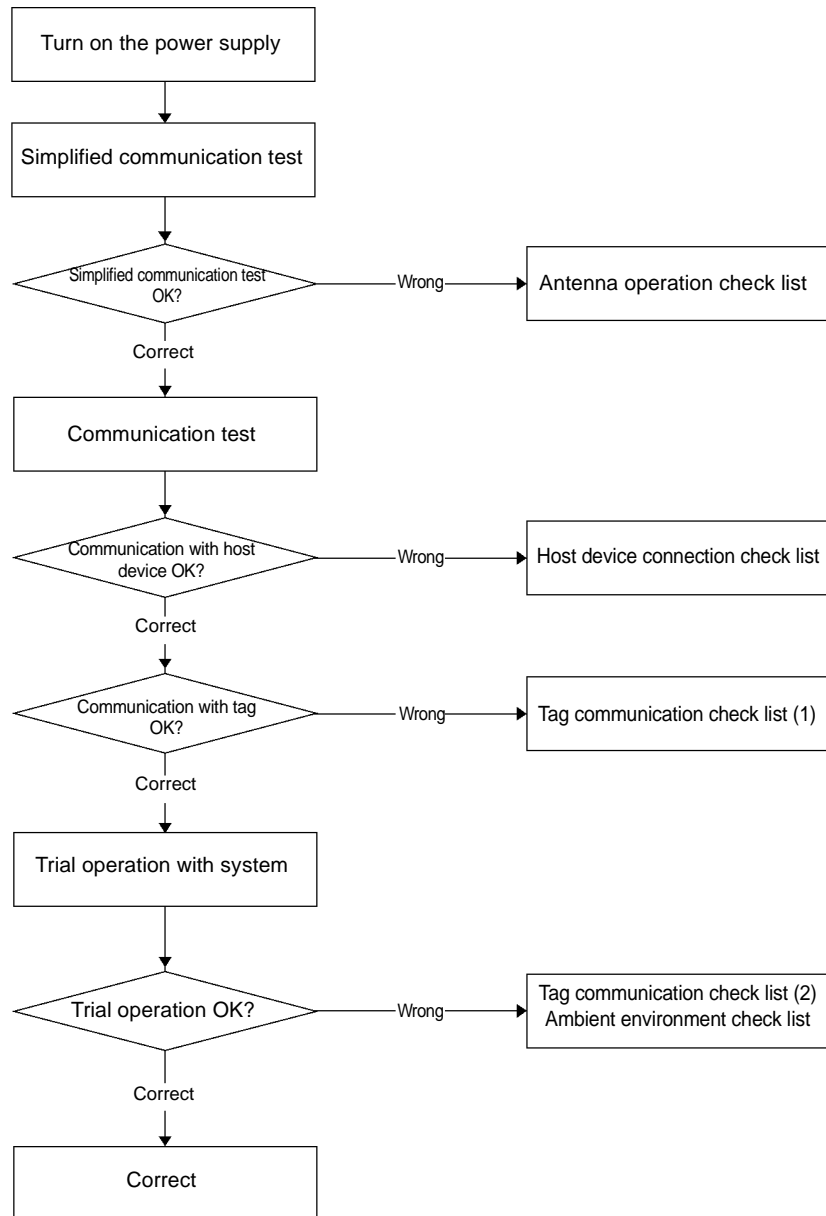 Turn on the power supply
Simplified communication test
Simplified communication test
OK?
Wrong
Antenna operation check list
Correct
Communication test
Communication with host
device OK?
Wrong
Host device connection check list
Correct
Communication with tag
OK?
Wrong
Tag communication check list (1)
Correct
Trial operation with system
Trial operation OK?
Wrong
Tag communication check list (2)
Ambient environment check list
Correct
Correct